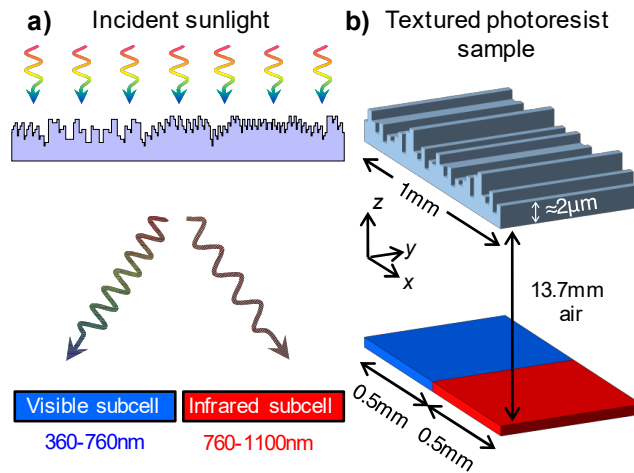 a) Incident sunlight
Visible subcell
Infrared subcell
360-760nm
760-1100nm
b) Textured photoresist
sample
1mm
≈2μm
z
y
x
13.7mm
air
0.5mm
0.5mm